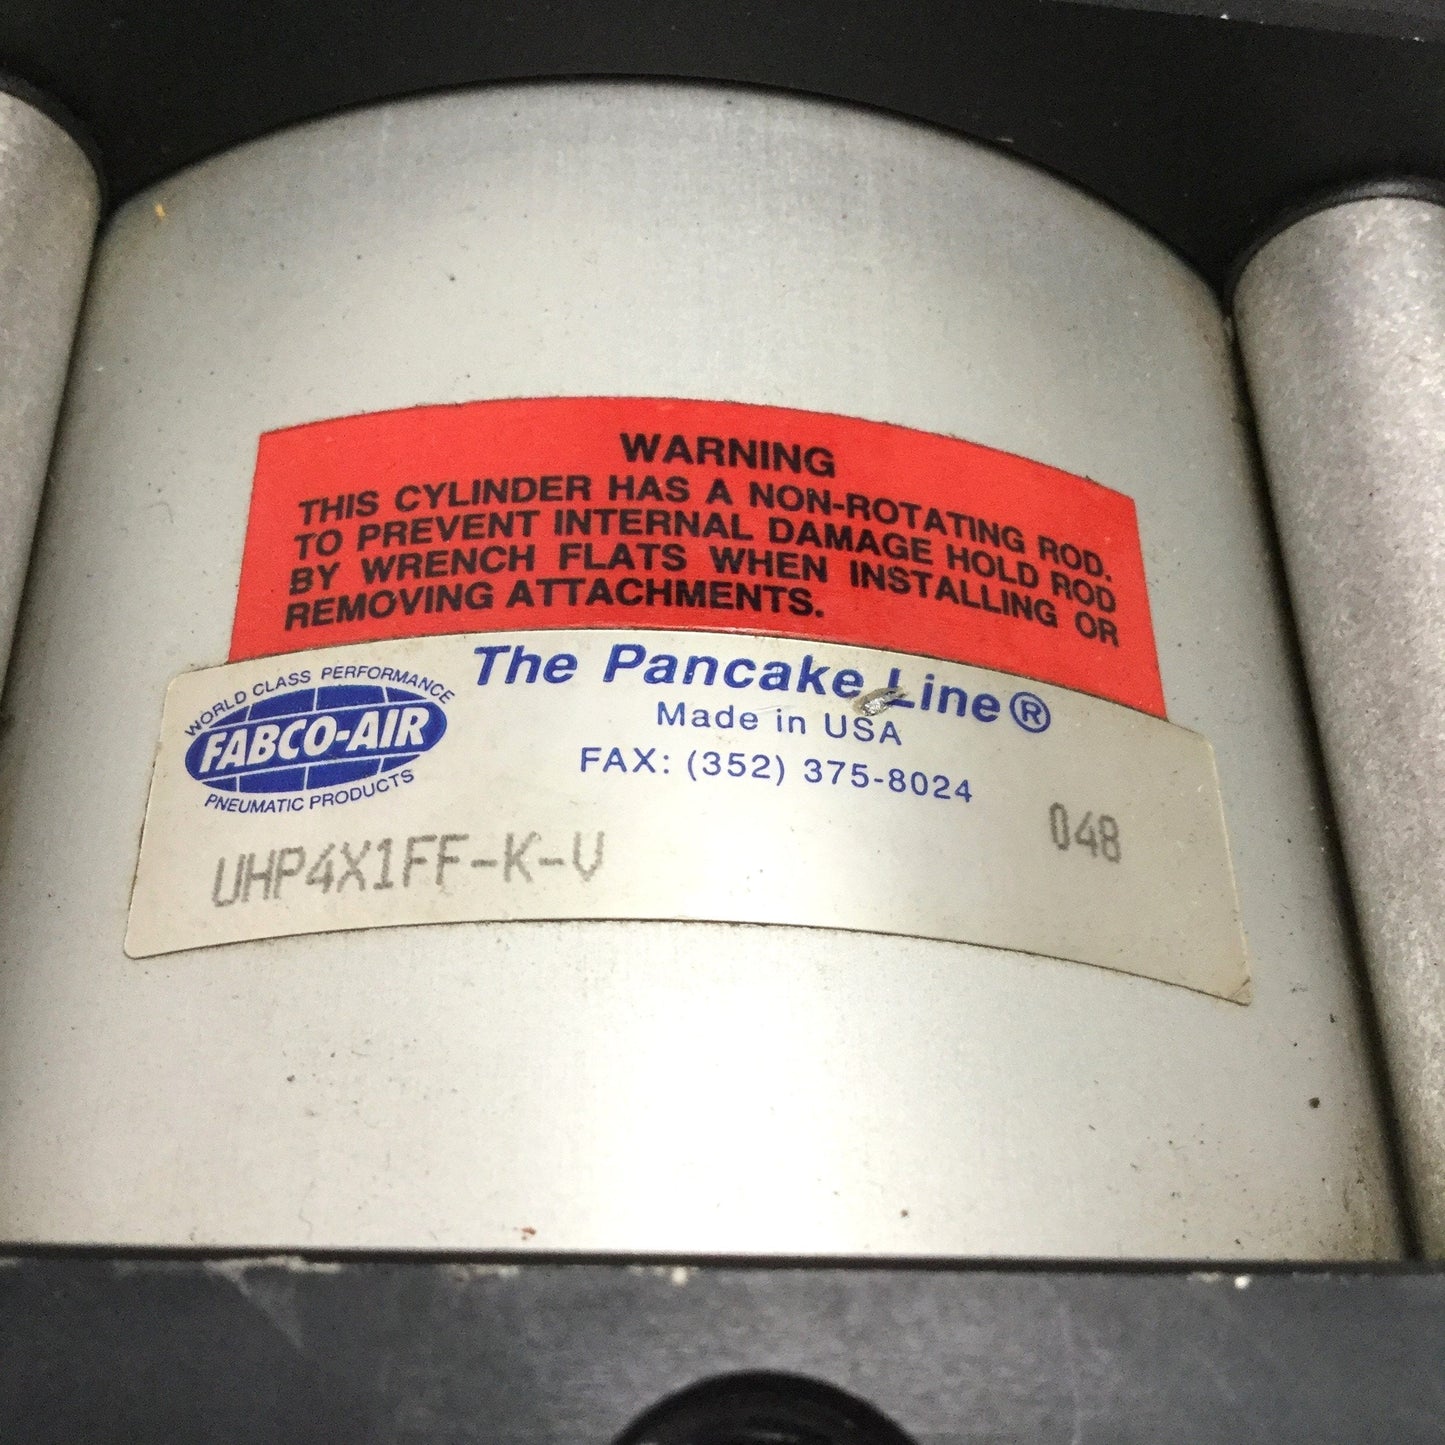 WARNING
THIS CYLINDER HAS A NON-ROTATING ROD.
TO PREVENT INTERNAL DAMAGE HOLD ROD
BY WRENCH FLATS WHEN INSTALLING OR
REMOVING ATTACHMENTS.
WORLD CLASS PERFORMANCE
FABCO-AIR
PNEUMATIC PRODUCTS
The Pancake Line®
Made in USA
FAX: (352) 375-8024
UHP4X1FF-K-V
048